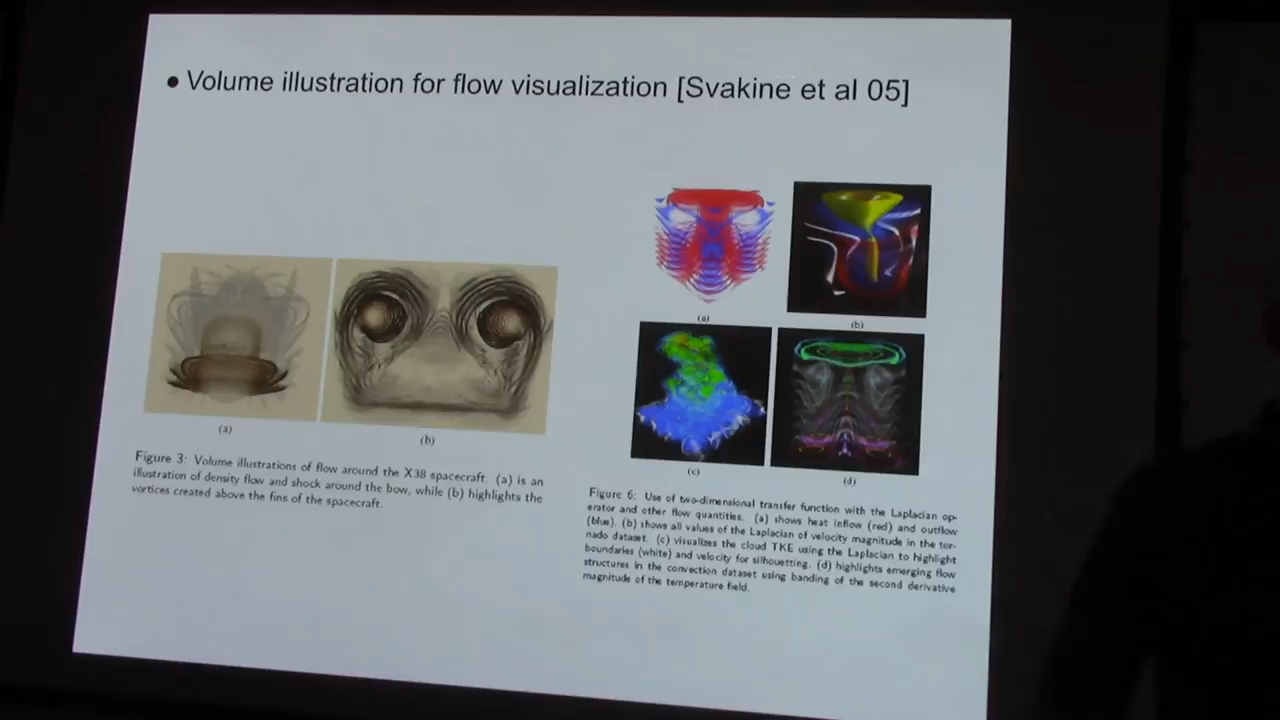 • Volume illustration for flow visualization [Svakine et al 05]
(a)
(b)
Figure 3: Volume illustrations of flow around the X38 spacecraft. (a) is an
illustration of density flow and shock around the bow, while (b) highlights the
vortices created above the fins of the spacecraft.
(a)
(b)
(c)
(d)
Figure 6: Use of two-dimensional transfer function with the Laplacian op-
erator and other flow quantities. (a) shows heat inflow (red) and outflow
(blue). (b) shows all values of the Laplacian of velocity magnitude in the tor-
nado dataset. (c) visualizes the cloud TKE using the Laplacian to highlight
boundaries (white) and velocity for silhouetting. (d) highlights emerging flow
structures in the convection dataset using banding of the second derivative
magnitude of the temperature field.